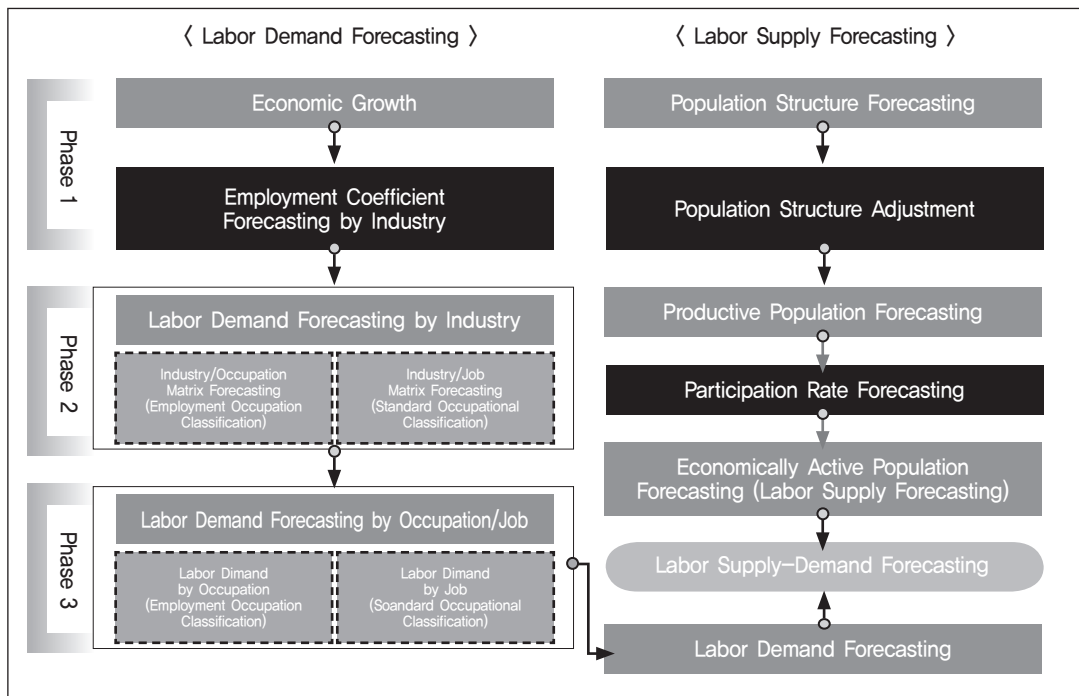 〈 Labor Demand Forecasting 〉
Phase 1
Economic Growth
Employment Coefficient
Forecasting by Industry
Phase 2
Labor Demand Forecasting by Industry
Industry/Occupation
Matrix Forecasting
(Employment Occupation
Classification)
Industry/Job
Matrix Forecasting
(Standard Occupational
Classification)
Phase 3
Labor Demand Forecasting by Occupation/Job
Labor Dimand
by Occupation
(Employment Occupation
Classification)
Labor Dimand
by Job
(Soandard Occupational
Classification)
〈 Labor Supply Forecasting 〉
Population Structure Forecasting
Population Structure Adjustment
Productive Population Forecasting
Participation Rate Forecasting
Economically Active Population
Forecasting (Labor Supply Forecasting)
Labor Supply-Demand Forecasting
Labor Demand Forecasting